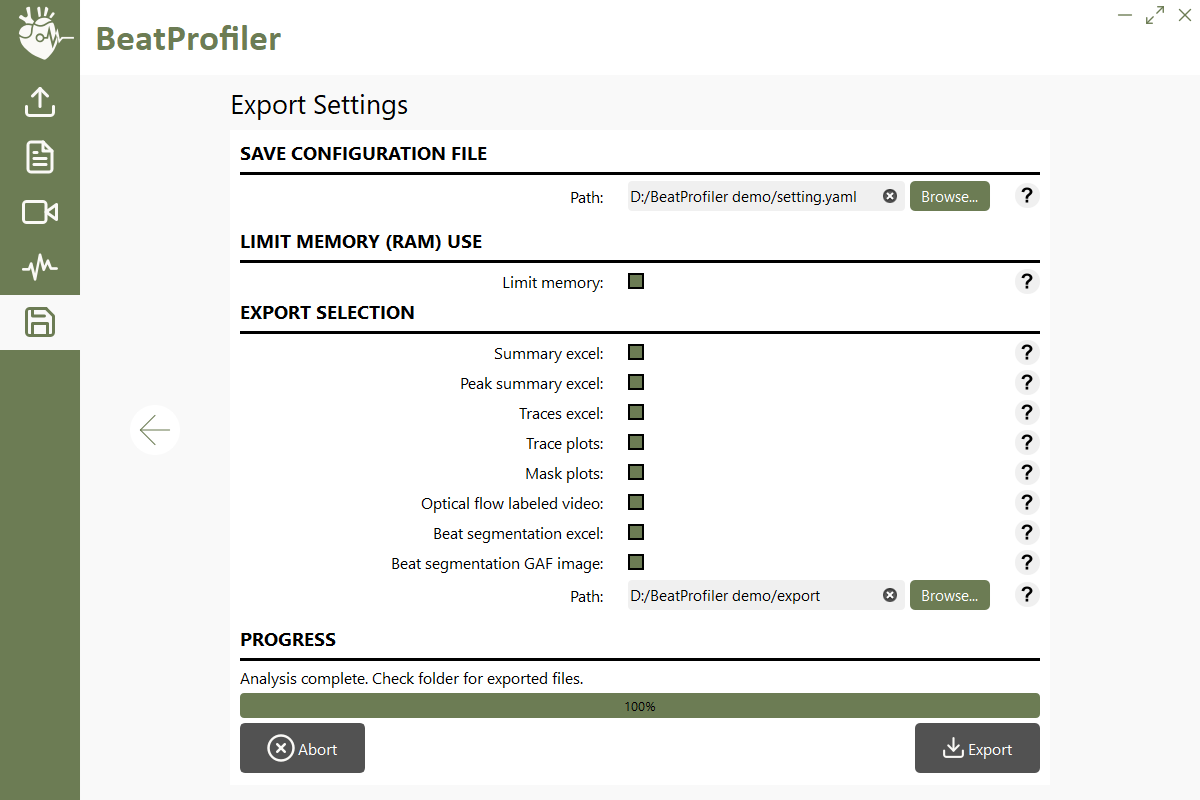 BeatProfiler
Export Settings
SAVE CONFIGURATION FILE
Path: D:/BeatProfiler demo/setting.yaml Browse... ?
LIMIT MEMORY (RAM) USE
Limit memory: ?
EXPORT SELECTION
Summary excel: ?
Peak summary excel: ?
Traces excel: ?
Trace plots: ?
Mask plots: ?
Optical flow labeled video: ?
Beat segmentation excel: ?
Beat segmentation GAF image: ?
Path: D:/BeatProfiler demo/export Browse... ?
PROGRESS
Analysis complete. Check folder for exported files.
100%
Abort Export